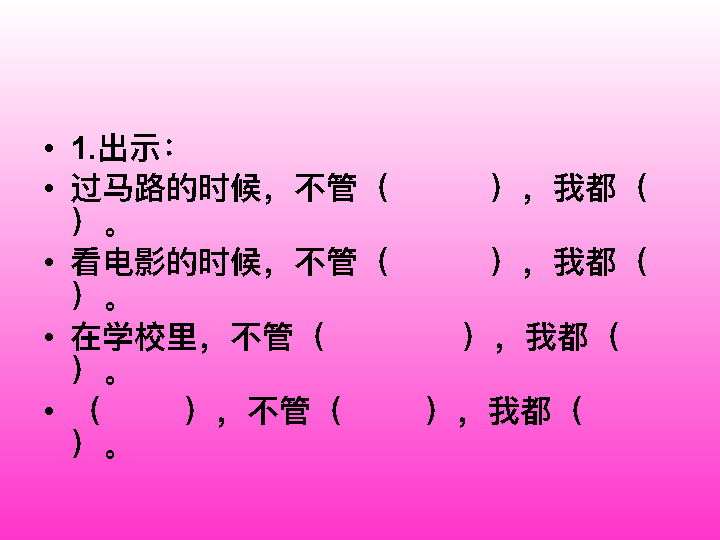 • 1.出示：
• 过马路的时候，不管（　　　），我都（
）。
• 看电影的时候，不管（　　　），我都（
）。
• 在学校里，不管（　　　　），我都（
）。
• （　　），不管（　　），我都（
）。